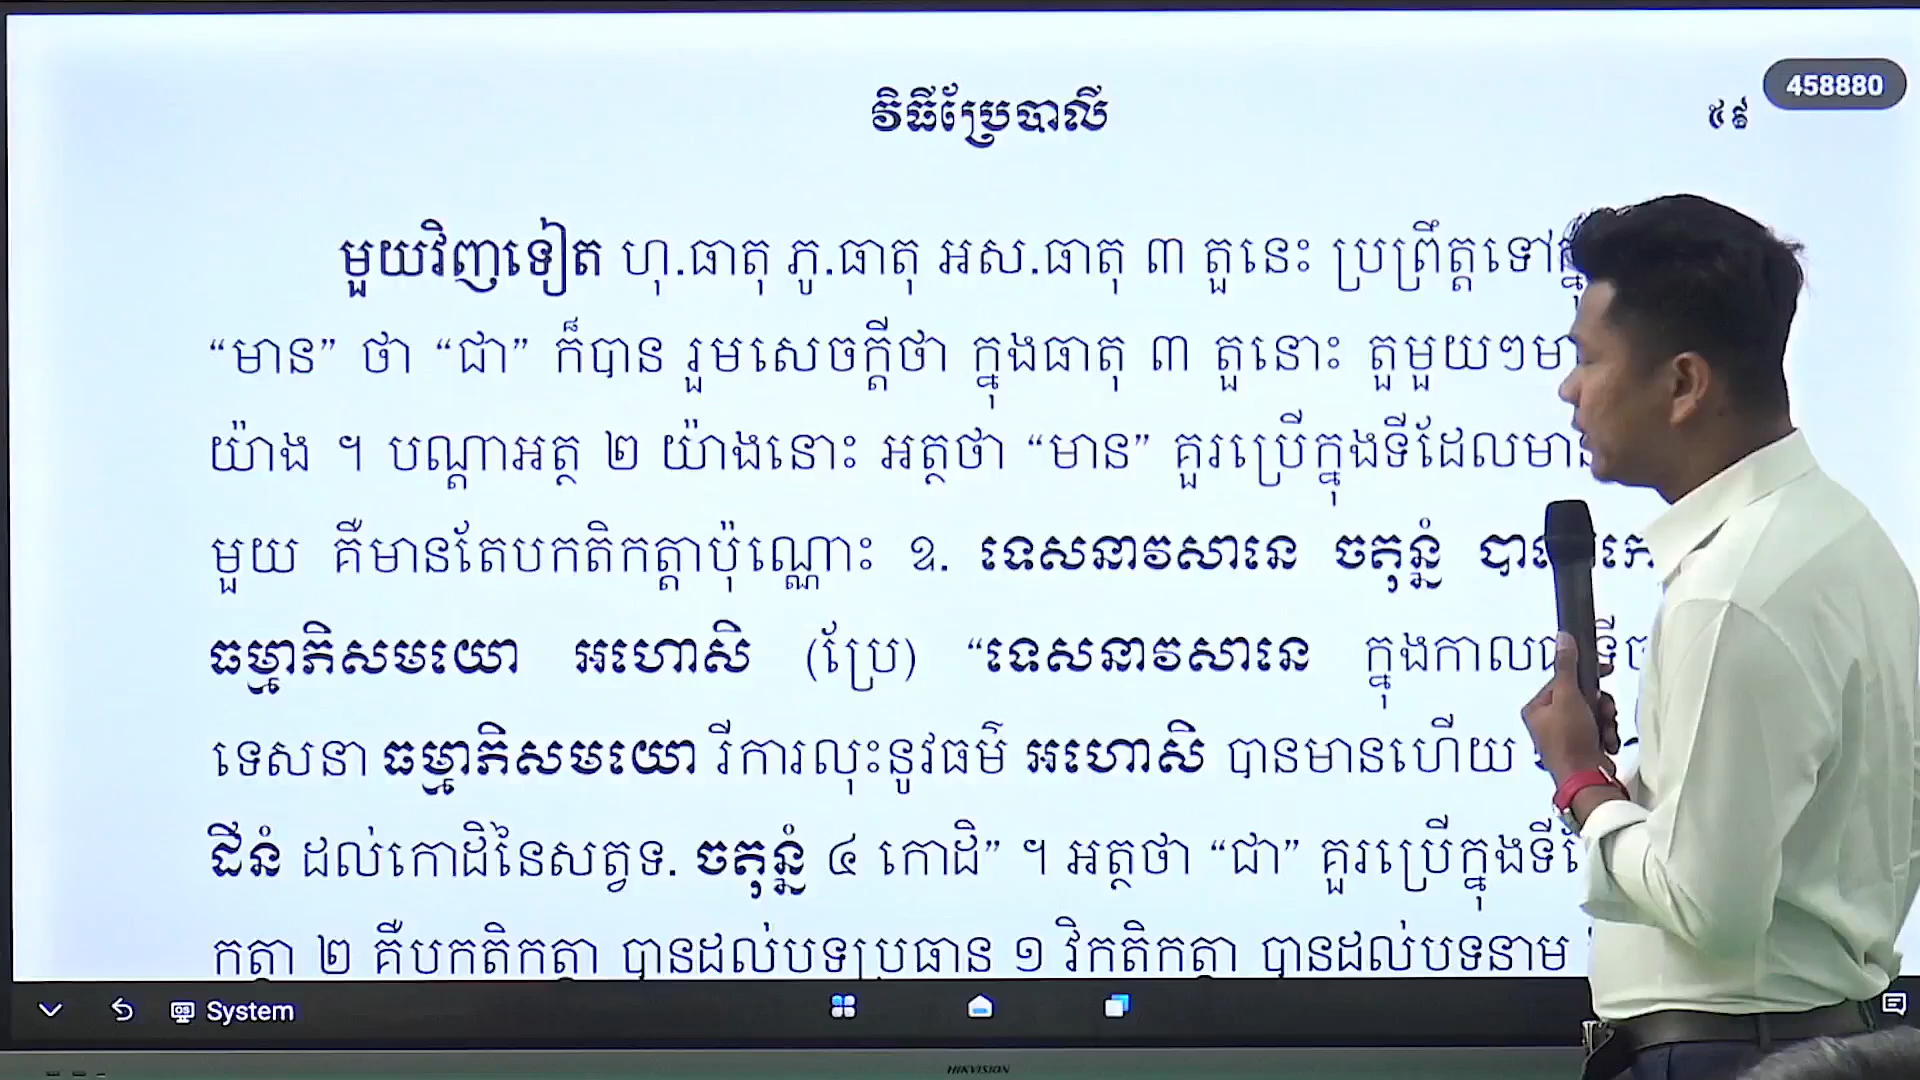 វិធីប្រែបាលី
៥៩
458880
មួយវិញទៀត ហុ.ធាតុ ភូ.ធាតុ អស.ធាតុ ៣ តួនេះ ប្រព្រឹត្តទៅ
“មាន” ថា “ជា” ក៏បាន រួមសេចក្តីថា ក្នុងធាតុ ៣ តួនោះ តួមួយៗ
យ៉ាង ។ បណ្តាអត្ថ ២ យ៉ាងនោះ អត្ថថា “មាន” គួរប្រើក្នុងទីដែលមាន
មួយ គឺមានតែបកតិកត្តាប៉ុណ្ណោះ ឧ. ទេសនាវសានេ ចតុន្នំ
ធម្មាភិសមយោ អហោសិ (ប្រែ) “ទេសនាវសានេ ក្នុងកាល
ទេសនា ធម្មាភិសមយោ រីការលុះនូវធម៌ អហោសិ បានមានហើយ
ដីនំ ដល់កោដិនៃសត្វទ. ចតុន្នំ ៤ កោដិ” ។ អត្ថថា “ជា” គួរប្រើក្នុងទី
កត្តា ២ គឺបកតិកត្តា បានដល់បទប្រធាន ១ វិកតិកត្តា បានដល់បទនាម
System
HIKVISION